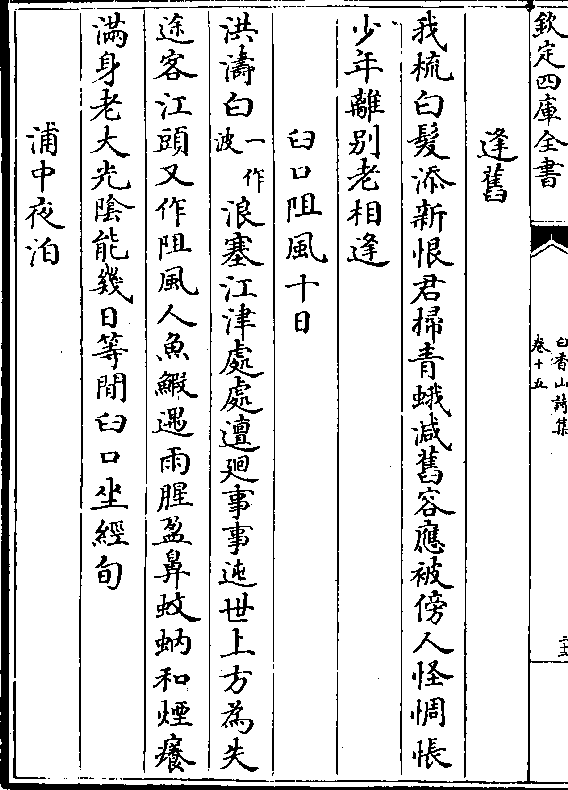 欽定四庫全書
白香山詩集
卷十五
逢舊
我梳白髮添新恨君掃青蛾減舊容應被傍人怪惆悵
少年離別老相逢
臼口阻風十日
洪濤白波一作浪塞江津處處邅廻事事迍世上方為失
途客江頭又作阻風人魚鰕遇雨腥盈鼻蚊蚋和煙癢
滿身老大光陰能幾日等閒臼口坐經旬
浦中夜泊